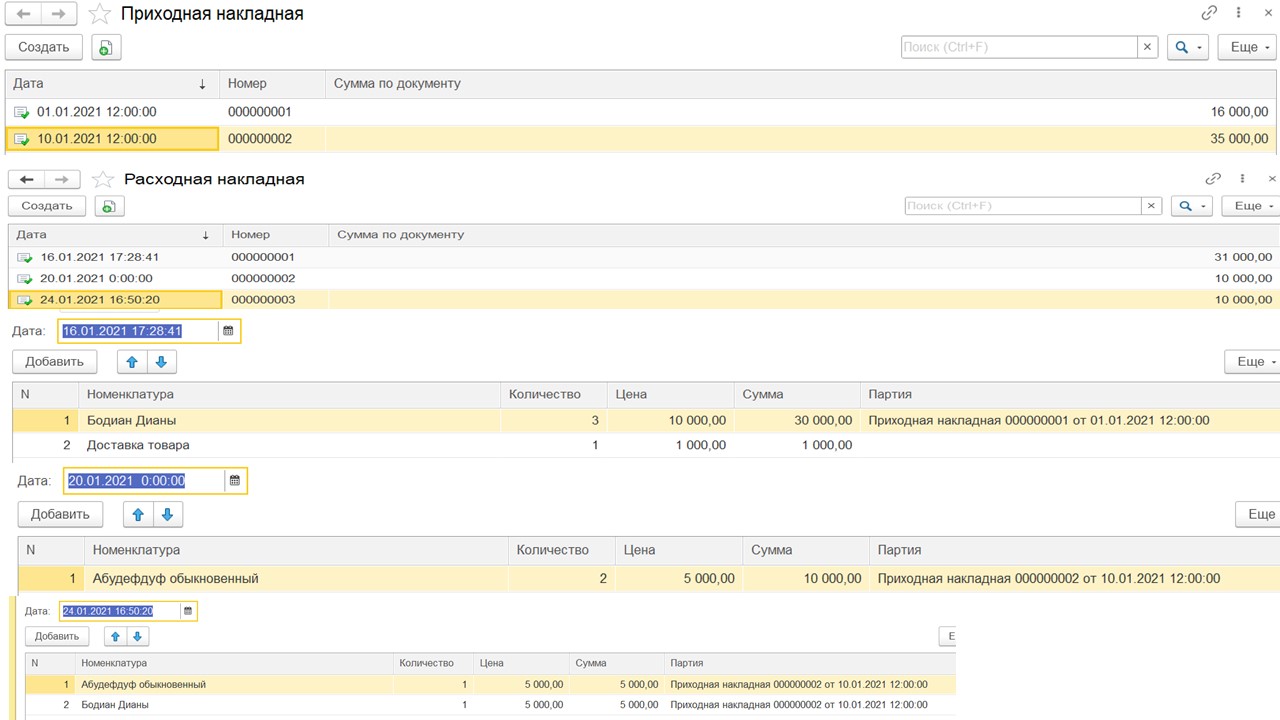 Приходная накладная
Создать Поиск (Ctrl+F) × Еще
Дата ↓ Номер Сумма по документу
01.01.2021 12:00:00 000000001 16 000,00
10.01.2021 12:00:00 000000002 35 000,00
Расходная накладная
Создать Поиск (Ctrl+F) × Еще
Дата ↓ Номер Сумма по документу
16.01.2021 17:28:41 000000001 31 000,00
20.01.2021 0:00:00 000000002 10 000,00
24.01.2021 16:50:20 000000003 10 000,00
Дата: 16.01.2021 17:28:41
Добавить Еще
N Номенклатура Количество Цена Сумма Партия
1 Бодиан Дианы 3 10 000,00 30 000,00 Приходная накладная 000000001 от 01.01.2021 12:00:00
2 Доставка товара 1 1 000,00 1 000,00
Дата: 20.01.2021 0:00:00
Добавить Еще
N Номенклатура Количество Цена Сумма Партия
1 Абудефдуф обыкновенный 2 5 000,00 10 000,00 Приходная накладная 000000002 от 10.01.2021 12:00:00
Дата: 24.01.2021 16:50:20
Добавить Е
N Номенклатура Количество Цена Сумма Партия
1 Абудефдуф обыкновенный 1 5 000,00 5 000,00 Приходная накладная 000000002 от 10.01.2021 12:00:00
2 Бодиан Дианы 1 5 000,00 5 000,00 Приходная накладная 000000002 от 10.01.2021 12:00:00